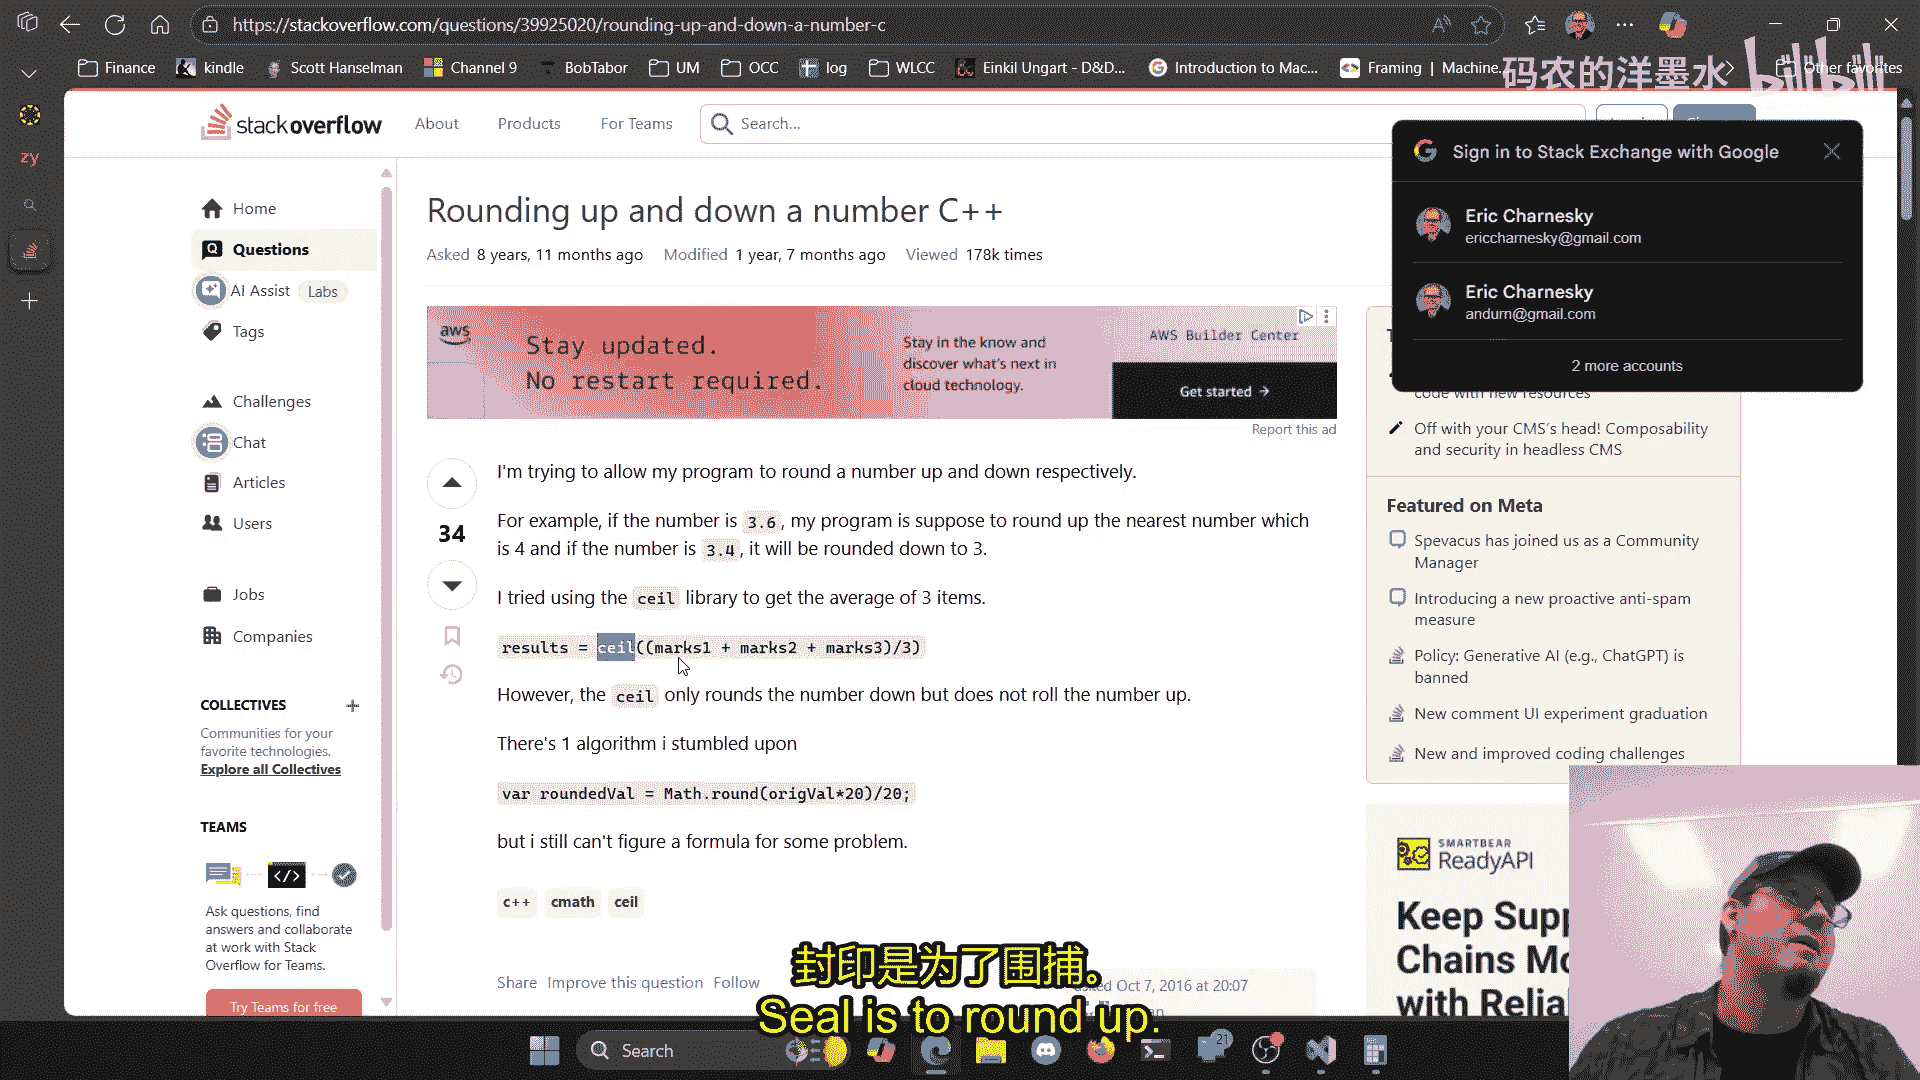 https://stackoverflow.com/questions/39925020/rounding-up-and-down-a-number-c
Finance
kindle
Scott Hanselman
Channel 9
BobTabor
UM
OCC
log
WLCC
Einkil Ungart - D&D...
Introduction to Mac...
Framing | Machine...
Other favorites
码农的洋墨水
bilibili
zy
stackoverflow
About
Products
For Teams
Search...
Sign in to Stack Exchange with Google
Eric Charnesky
ericcharnesky@gmail.com
Eric Charnesky
andurn@gmail.com
2 more accounts
Home
Questions
AI Assist
Labs
Tags
Challenges
Chat
Articles
Users
Jobs
Companies
COLLECTIVES
Communities for your
favorite technologies.
Explore all Collectives
TEAMS
Ask questions, find
answers and collaborate
at work with Stack
Overflow for Teams.
Try Teams for free
Rounding up and down a number C++
Asked 8 years, 11 months ago Modified 1 year, 7 months ago Viewed 178k times
aws
Stay updated.
No restart required.
Stay in the know and
discover what's next in
cloud technology.
AWS Builder Center
Get started →
Report this ad
34
I'm trying to allow my program to round a number up and down respectively.
For example, if the number is 3.6, my program is suppose to round up the nearest number which
is 4 and if the number is 3.4, it will be rounded down to 3.
I tried using the ceil library to get the average of 3 items.
results = ceil((marks1 + marks2 + marks3)/3)
However, the ceil only rounds the number down but does not roll the number up.
There's 1 algorithm i stumbled upon
var roundedVal = Math.round(origVal*20)/20;
but i still can't figure a formula for some problem.
c++
cmath
ceil
Share Improve this question Follow
asked Oct 7, 2016 at 20:07
code with new resources
Off with your CMS's head! Composability
and security in headless CMS
Featured on Meta
Spevacus has joined us as a Community
Manager
Introducing a new proactive anti-spam
measure
Policy: Generative AI (e.g., ChatGPT) is
banned
New comment UI experiment graduation
New and improved coding challenges
SMARTBEAR
ReadyAPI
Keep Supp
Chains Mo
with Relia
封印是为了围捕。
Seal is to round up.
Search
21